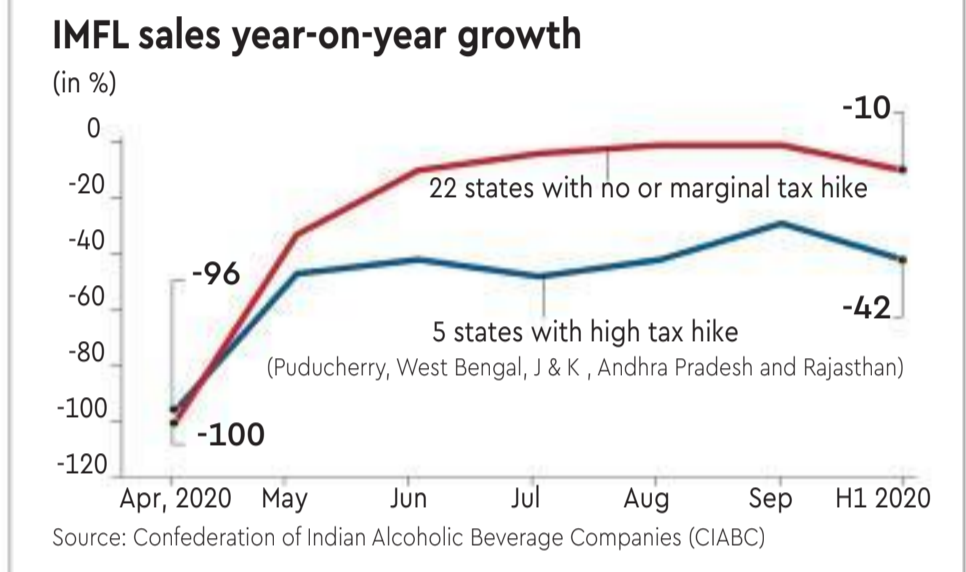 IMFL sales year-on-year growth
(in %)
-10
0
-20
22 states with no or marginal tax hike
-40
-96
-60
-42
5 states with high tax hike
-80
(Puducherry, West Bengal, J & K , Andhra Pradesh and Rajasthan)
-100
-100
-120
Apr, 2020 May Jun Jul Aug Sep H1 2020
Source: Confederation of Indian Alcoholic Beverage Companies (CIABC)